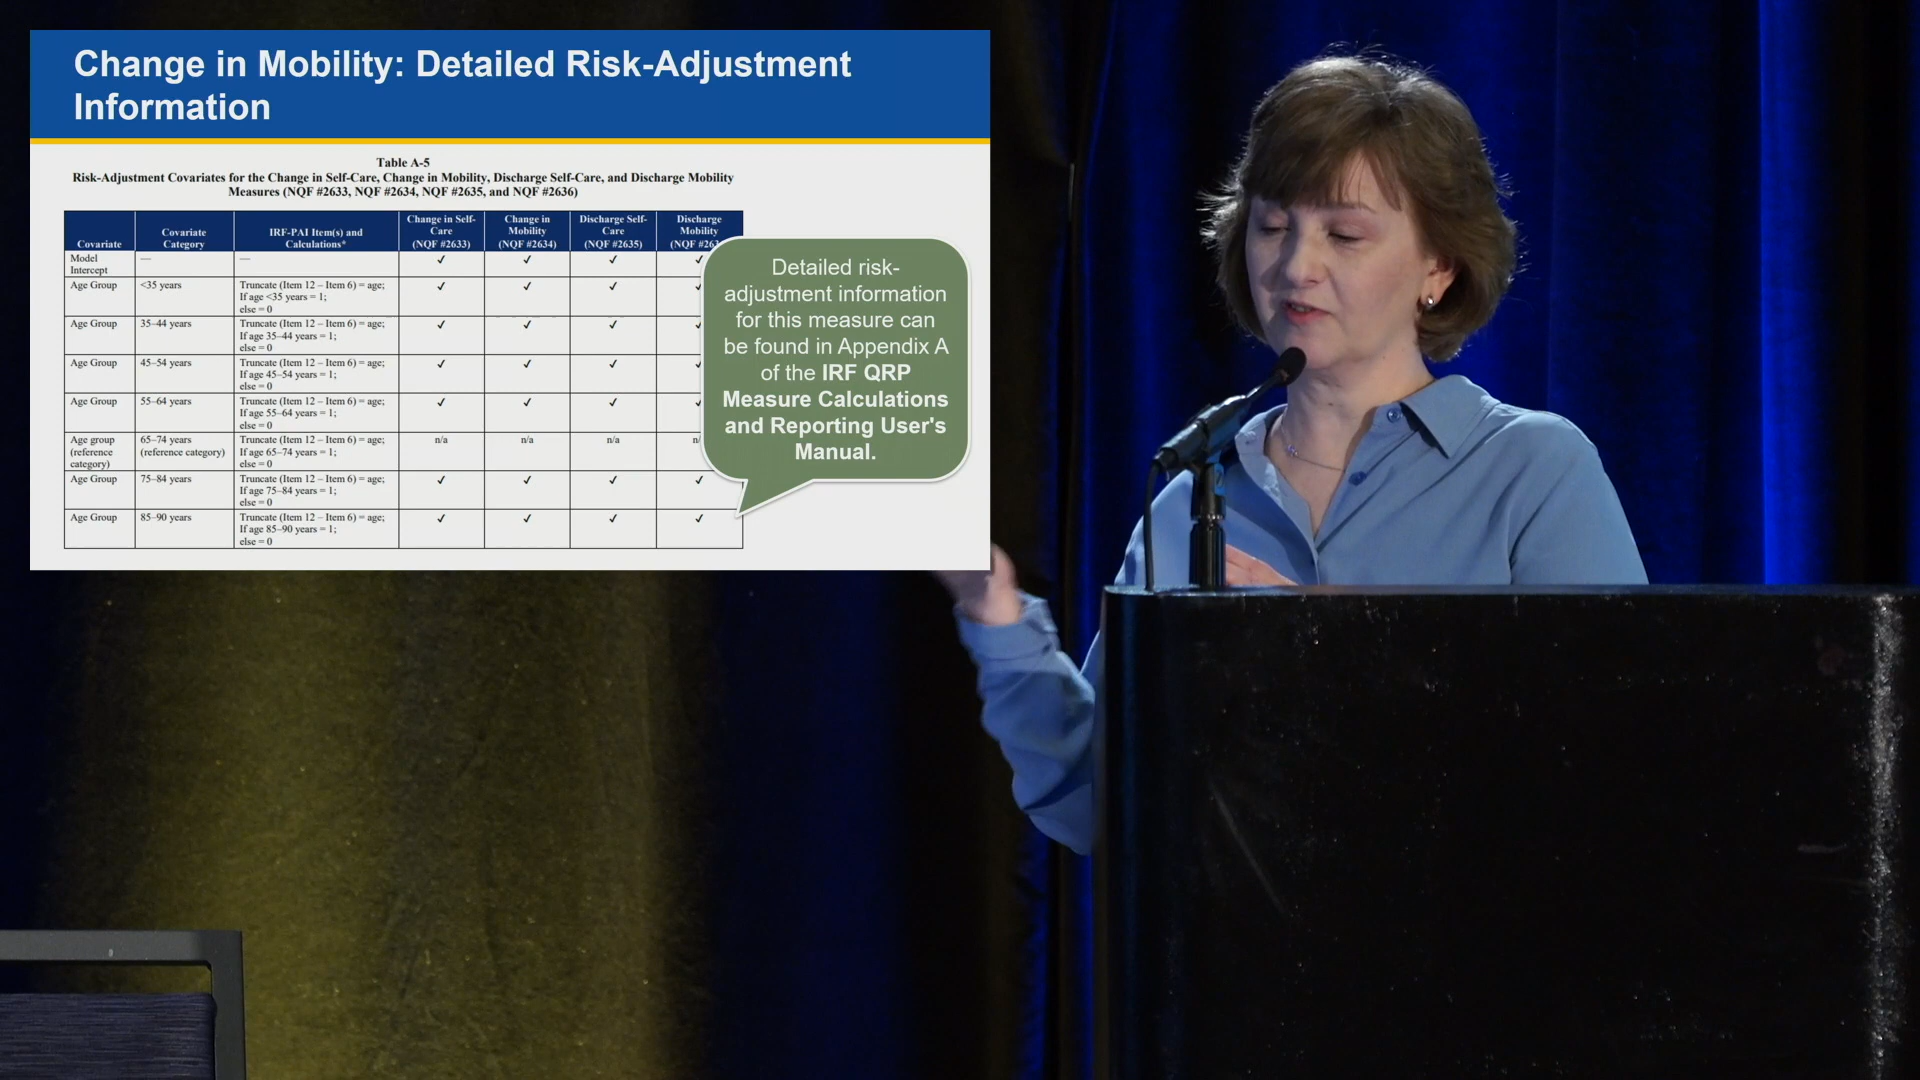 Change in Mobility: Detailed Risk-Adjustment
Information
Table A-5
Risk-Adjustment Covariates for the Change in Self-Care, Change in Mobility, Discharge Self-Care, and Discharge Mobility
Measures (NQF #2633, NQF #2634, NQF #2635, and NQF #2636)
Covariate
Covariate
Category
IRF-PAI Item(s) and
Calculations*
Change in Self-
Care
(NQF #2633)
Change in
Mobility
(NQF #2634)
Discharge Self-
Care
(NQF #2635)
Discharge
Mobility
(NQF #263
Model
Intercept
— — ✓ ✓ ✓ ✓
Age Group
<35 years
Truncate (Item 12 – Item 6) = age;
If age <35 years = 1;
else = 0
✓ ✓ ✓ ✓
Age Group
35–44 years
Truncate (Item 12 – Item 6) = age;
If age 35–44 years = 1;
else = 0
✓ ✓ ✓ ✓
Age Group
45–54 years
Truncate (Item 12 – Item 6) = age;
If age 45–54 years = 1;
else = 0
✓ ✓ ✓ ✓
Age Group
55–64 years
Truncate (Item 12 – Item 6) = age;
If age 55–64 years = 1;
else = 0
✓ ✓ ✓ ✓
Age group
(reference
category)
65–74 years
(reference category)
Truncate (Item 12 – Item 6) = age;
If age 65–74 years = 1;
else = 0
n/a n/a n/a n/
Age Group
75–84 years
Truncate (Item 12 – Item 6) = age;
If age 75–84 years = 1;
else = 0
✓ ✓ ✓ ✓
Age Group
85–90 years
Truncate (Item 12 – Item 6) = age;
If age 85–90 years = 1;
else = 0
✓ ✓ ✓ ✓
Detailed risk-
adjustment information
for this measure can
be found in Appendix A
of the IRF QRP
Measure Calculations
and Reporting User's
Manual.